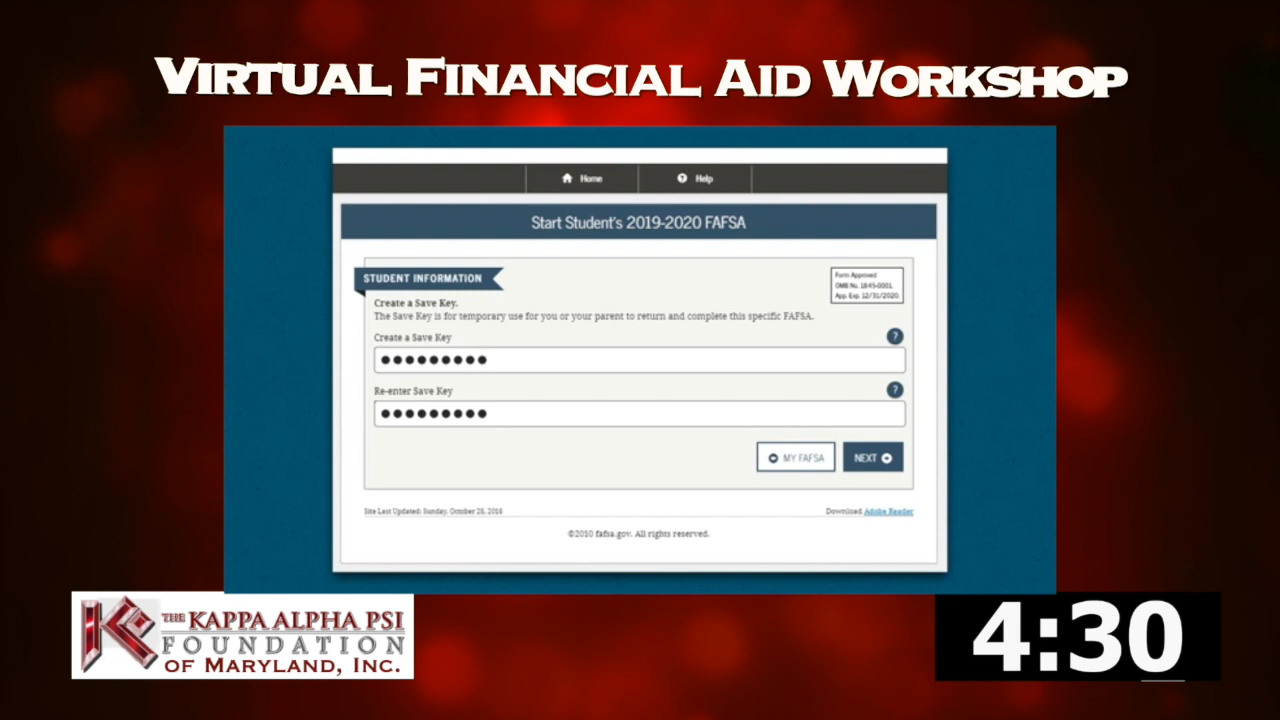 VIRTUAL FINANCIAL AID WORKSHOP
Home
Help
Start Student's 2019-2020 FAFSA
STUDENT INFORMATION
Form Approved
OMB No. 1845-0001
App. Exp. 12/31/2020
Create a Save Key.
The Save Key is for temporary use for you or your parent to return and complete this specific FAFSA.
Create a Save Key
?
●●●●●●●●●
Re-enter Save Key
?
●●●●●●●●●
MY FAFSA
NEXT
Site Last Updated: Sunday, October 28, 2018
Download Adobe Reader
©2010 fafsa.gov. All rights reserved.
K
THE KAPPA ALPHA PSI
FOUNDATION
OF MARYLAND, INC.
4:30